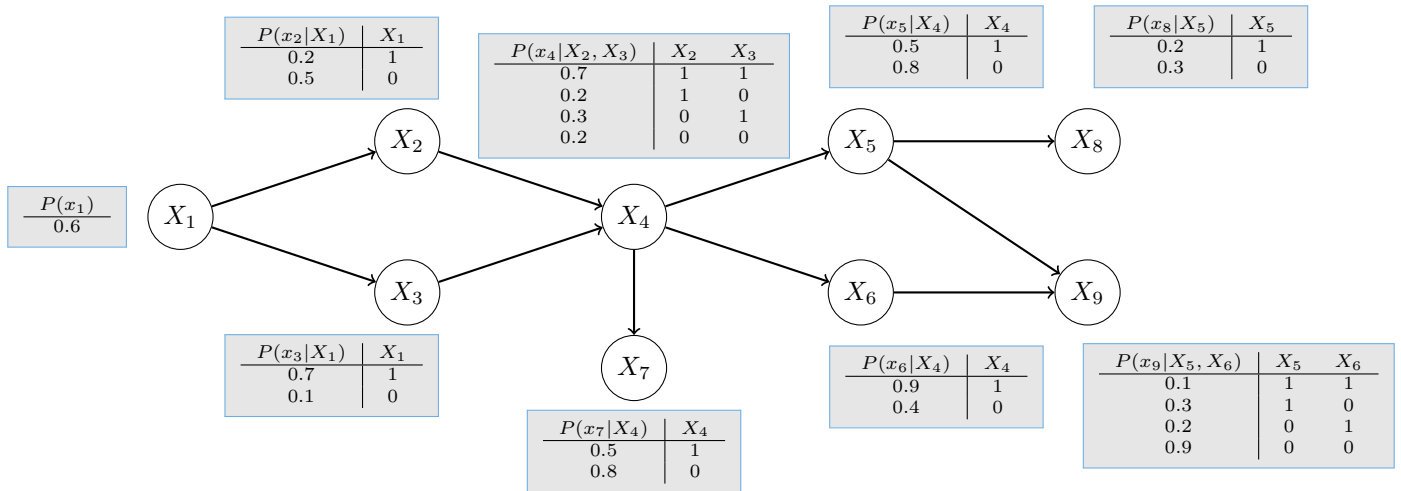 P(x₂|X₁) X₁
0.2 1
0.5 0
P(x₄|X₂, X₃) X₂ X₃
0.7 1 1
0.2 1 0
0.3 0 1
0.2 0 0
P(x₅|X₄) X₄
0.5 1
0.8 0
P(x₈|X₅) X₅
0.2 1
0.3 0
X₂
X₅
X₈
P(x₁)
0.6
X₁
X₄
X₃
X₆
X₉
P(x₃|X₁) X₁
0.7 1
0.1 0
X₇
P(x₆|X₄) X₄
0.9 1
0.4 0
P(x₉|X₅, X₆) X₅ X₆
0.1 1 1
0.3 1 0
0.2 0 1
0.9 0 0
P(x₇|X₄) X₄
0.5 1
0.8 0